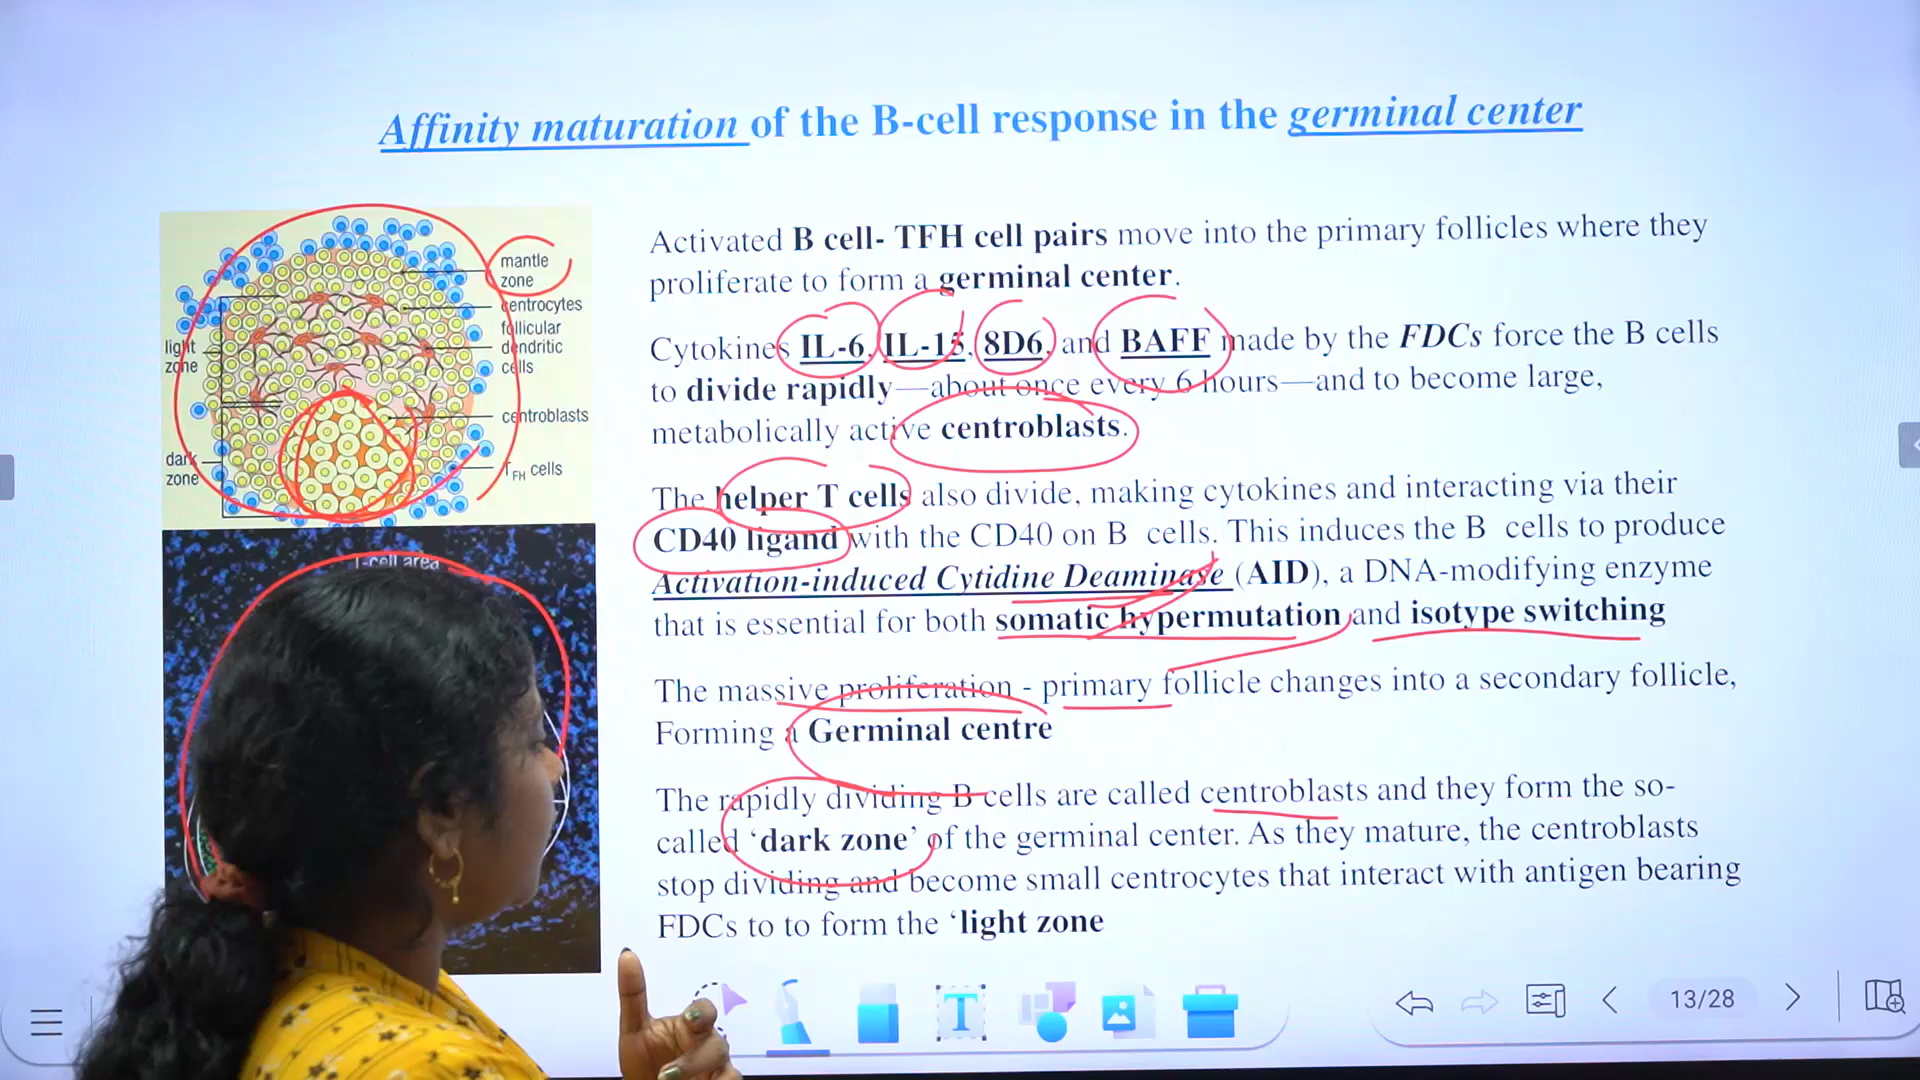 Affinity maturation of the B-cell response in the germinal center
mantle
zone
centrocytes
follicular
dendritic
cells
light
zone
centroblasts
dark
zone
TFH cells
T-cell area
Activated B cell- TFH cell pairs move into the primary follicles where they
proliferate to form a germinal center.
Cytokines IL-6, IL-15, 8D6, and BAFF made by the FDCs force the B cells
to divide rapidly—about once every 6 hours—and to become large,
metabolically active centroblasts.
The helper T cells also divide, making cytokines and interacting via their
CD40 ligand with the CD40 on B cells. This induces the B cells to produce
Activation-induced Cytidine Deaminase (AID), a DNA-modifying enzyme
that is essential for both somatic hypermutation and isotype switching
The massive proliferation - primary follicle changes into a secondary follicle,
Forming a Germinal centre
The rapidly dividing B cells are called centroblasts and they form the so-
called ‘dark zone’ of the germinal center. As they mature, the centroblasts
stop dividing and become small centrocytes that interact with antigen bearing
FDCs to to form the ‘light zone
T
13/28